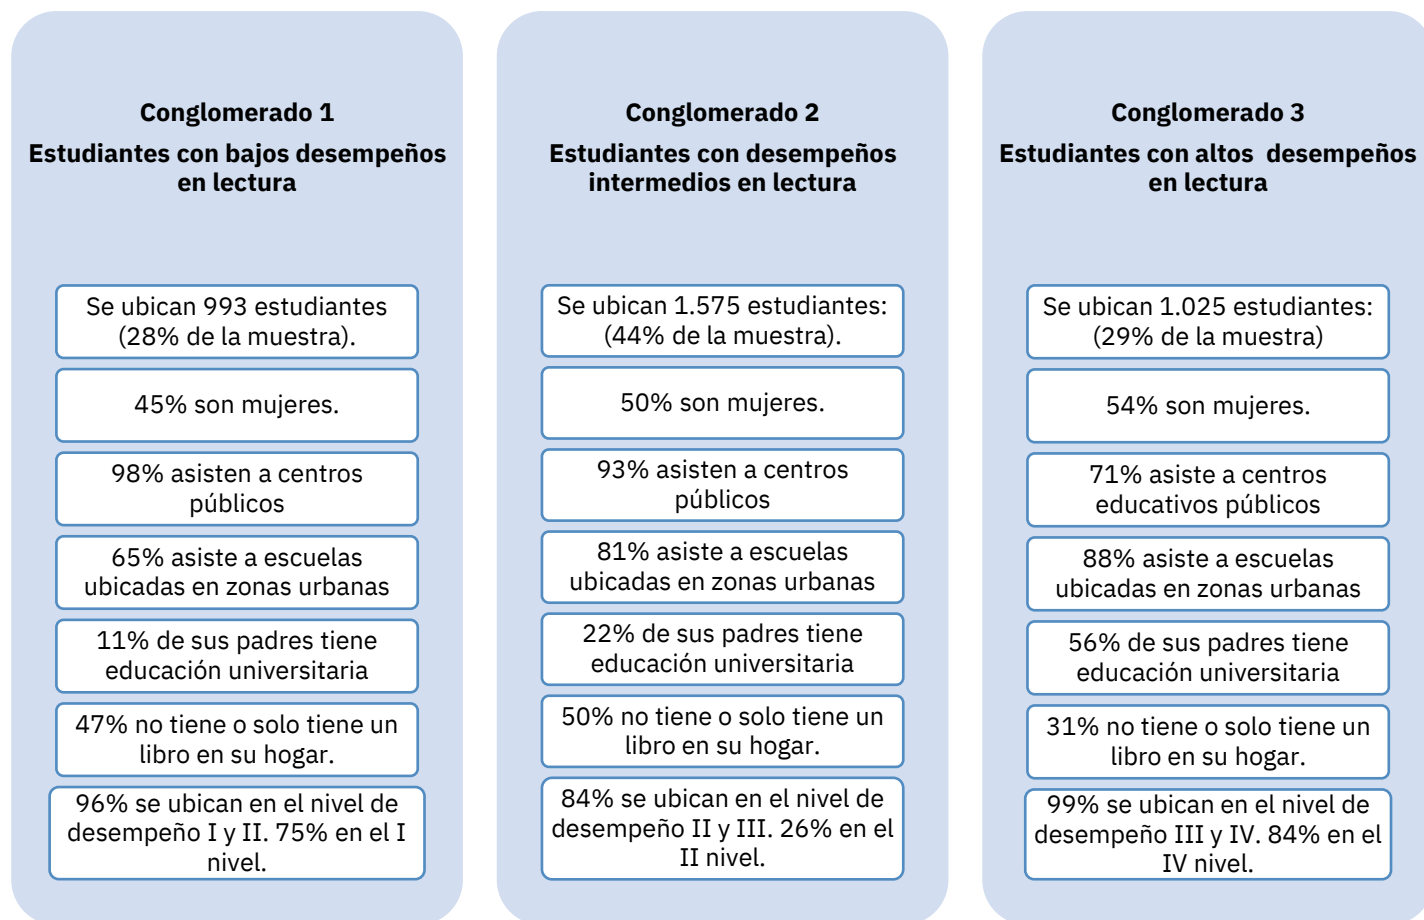 Conglomerado 1
Estudiantes con bajos desempeños
en lectura
Se ubican 993 estudiantes
(28% de la muestra).
45% son mujeres.
98% asisten a centros
públicos
65% asiste a escuelas
ubicadas en zonas urbanas
11% de sus padres tiene
educación universitaria
47% no tiene o solo tiene un
libro en su hogar.
96% se ubican en el nivel de
desempeño I y II. 75% en el I
nivel.
Conglomerado 2
Estudiantes con desempeños
intermedios en lectura
Se ubican 1.575 estudiantes:
(44% de la muestra).
50% son mujeres.
93% asisten a centros
públicos
81% asiste a escuelas
ubicadas en zonas urbanas
22% de sus padres tiene
educación universitaria
50% no tiene o solo tiene un
libro en su hogar.
84% se ubican en el nivel de
desempeño II y III. 26% en el
II nivel.
Conglomerado 3
Estudiantes con altos  desempeños
en lectura
Se ubican 1.025 estudiantes:
(29% de la muestra)
54% son mujeres.
71% asiste a centros
educativos públicos
88% asiste a escuelas
ubicadas en zonas urbanas
56% de sus padres tiene
educación universitaria
31% no tiene o solo tiene un
libro en su hogar.
99% se ubican en el nivel de
desempeño III y IV. 84% en el
IV nivel.